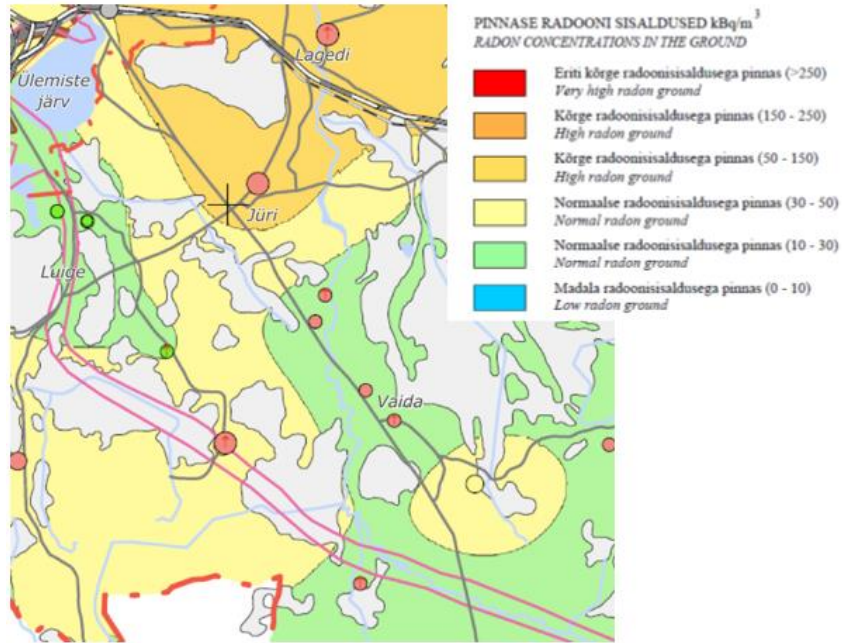 Ülemiste
järv
Lagedi
Jüri
Luige
Vaida
PINNASE RADOONI SISALDUSED kBq/m³
RADON CONCENTRATIONS IN THE GROUND
Eriti kõrge radoonisisaldusega pinnas (>250)
Very high radon ground
Kõrge radoonisisaldusega pinnas (150 - 250)
High radon ground
Kõrge radoonisisaldusega pinnas (50 - 150)
High radon ground
Normaalse radoonisisaldusega pinnas (30 - 50)
Normal radon ground
Normaalse radoonisisaldusega pinnas (10 - 30)
Normal radon ground
Madala radoonisisaldusega pinnas (0 - 10)
Low radon ground